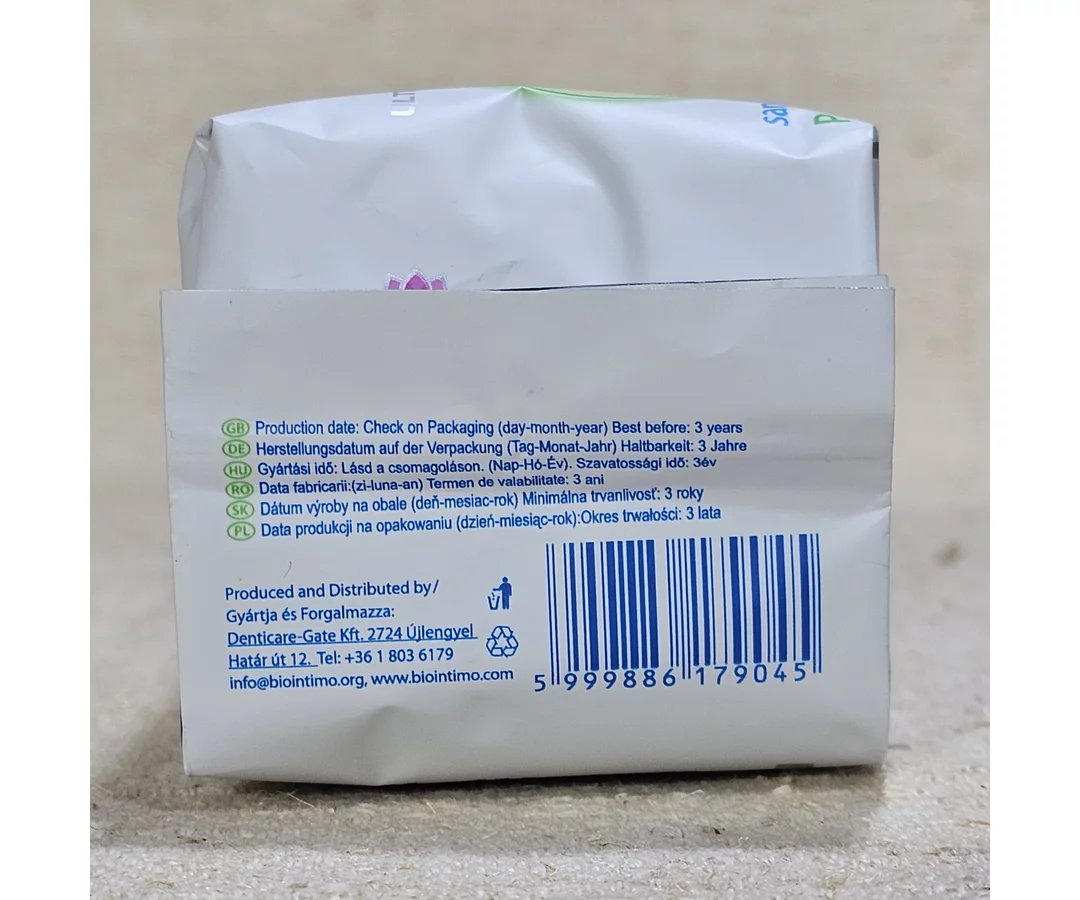 GB Production date: Check on Packaging (day-month-year) Best before: 3 years
DE Herstellungsdatum auf der Verpackung (Tag-Monat-Jahr) Haltbarkeit: 3 Jahre
HU Gyártási idő: Lásd a csomagoláson. (Nap-Hó-Év). Szavatossági idő: 3év
RO Data fabricarii:(zi-luna-an) Termen de valabilitate: 3 ani
SK Dátum výroby na obale (deň-mesiac-rok) Minimálna trvanlivosť: 3 roky
PL Data produkcji na opakowaniu (dzień-miesiąc-rok):Okres trwałości: 3 lata
Produced and Distributed by/
Gyártja és Forgalmazza:
Denticare-Gate Kft. 2724 Újlengyel
Határ út 12. Tel: +36 1 803 6179
info@biointimo.org, www.biointimo.com
5 999886 179045